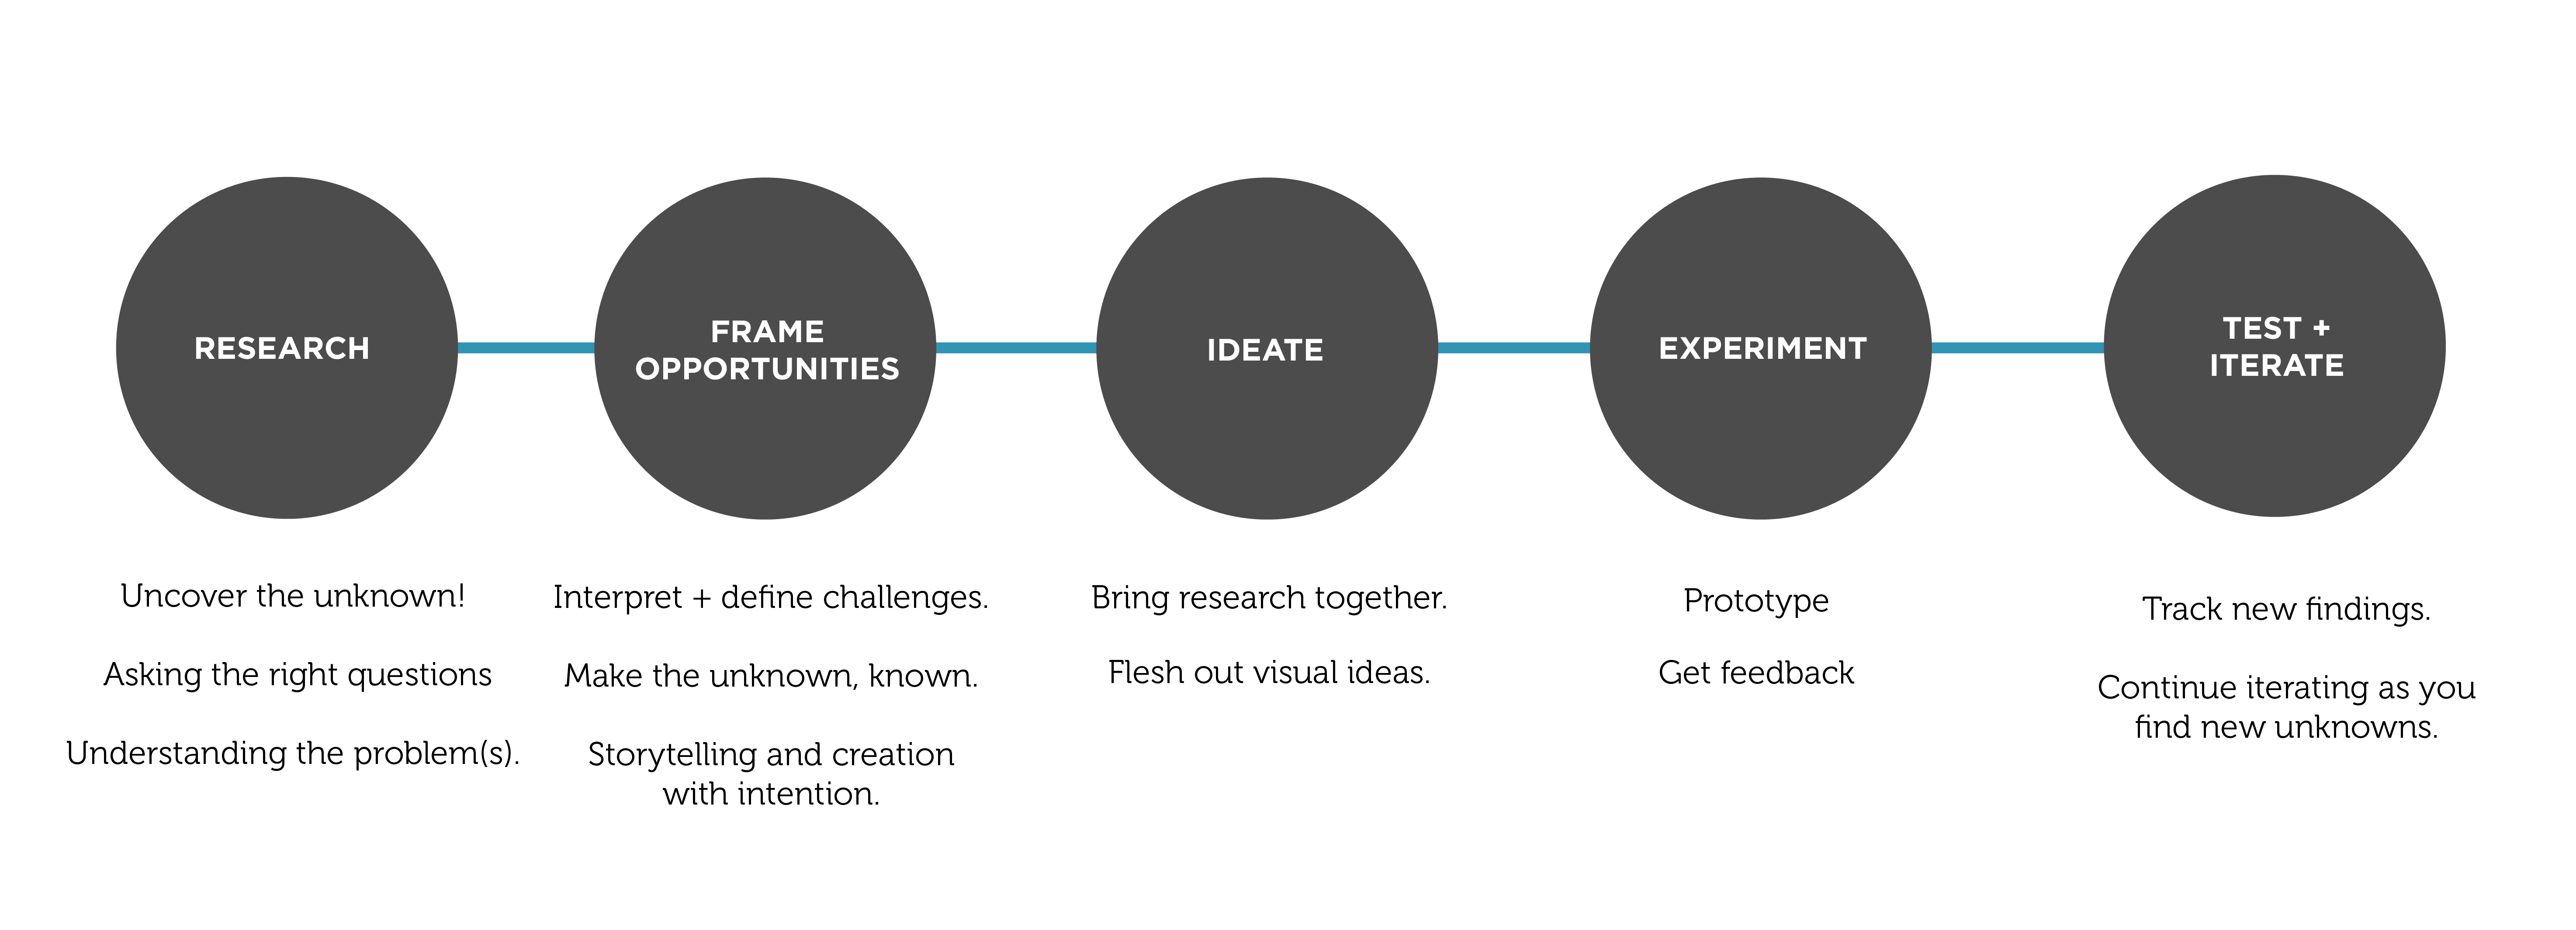 RESEARCH
FRAME
OPPORTUNITIES
IDEATE
EXPERIMENT
TEST +
ITERATE
Uncover the unknown!
Asking the right questions
Understanding the problem(s).
Interpret + define challenges.
Make the unknown, known.
Storytelling and creation
with intention.
Bring research together.
Flesh out visual ideas.
Prototype
Get feedback
Track new findings.
Continue iterating as you
find new unknowns.